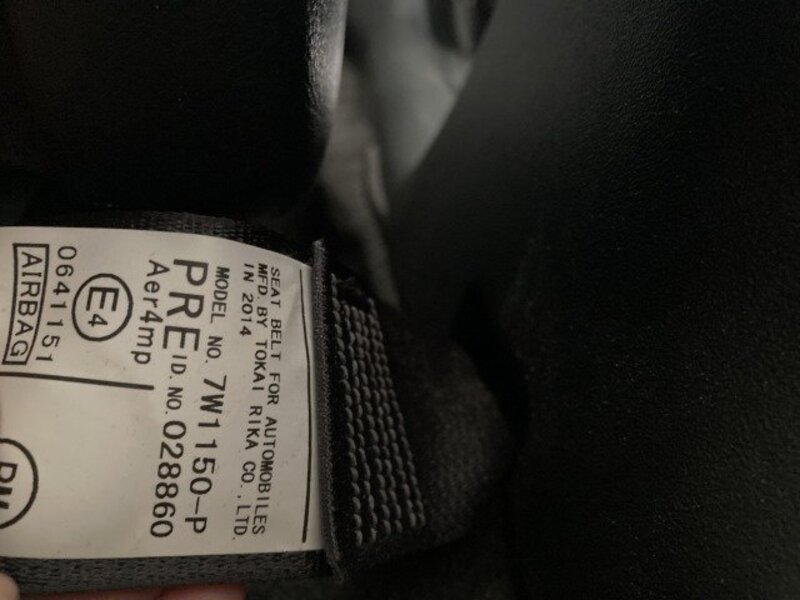 SEAT BELT FOR AUTOMOBILES
MFD. BY TOKAI RIKA CO., LTD.
IN 2014
MODEL NO. 7W1150-P
PRE ID. NO. 028860
Aer4mp
E4
0641151
AIRBAG